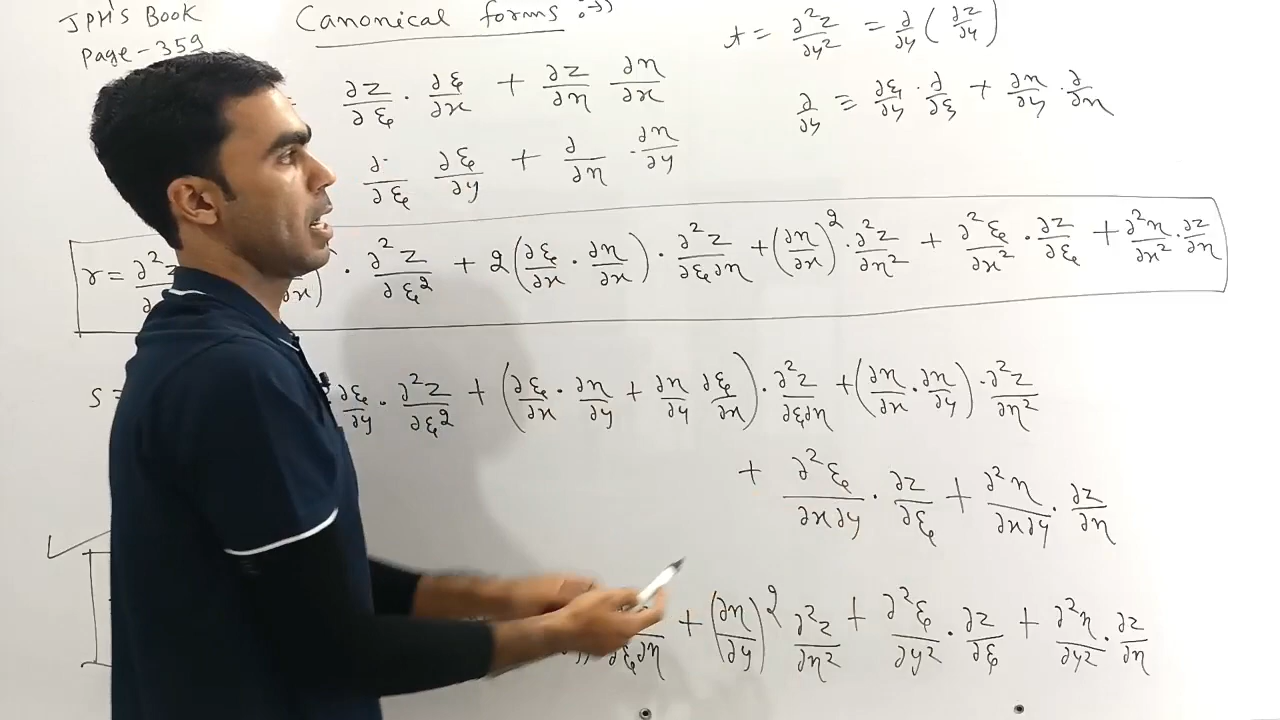 JPH's Book
Page - 359
Canonical forms :→
∂z/∂ξ · ∂ξ/∂x + ∂z/∂η ∂η/∂x
∂/∂ξ ∂ξ/∂y + ∂/∂η · ∂η/∂y
t = ∂²z/∂y² = ∂/∂y (∂z/∂y)
∂/∂y = ∂ξ/∂y · ∂/∂ξ + ∂η/∂y · ∂/∂η
r = ∂²z · ∂²z/∂ξ² + 2(∂ξ/∂x · ∂η/∂x) · ∂²z/∂ξ∂η + (∂η/∂x)² · ∂²z/∂η² + ∂²ξ/∂x² · ∂z/∂ξ + ∂²η/∂x² · ∂z/∂η
s = ∂ξ/∂y · ∂²z/∂ξ² + (∂ξ/∂x · ∂η/∂y + ∂η/∂y ∂ξ/∂x) · ∂²z/∂ξ∂η + (∂η/∂x · ∂η/∂y) · ∂²z/∂η²
+ ∂²ξ/∂x∂y · ∂z/∂ξ + ∂²η/∂x∂y · ∂z/∂η
∂ξ∂η + (∂η/∂y)² ∂²z/∂η² + ∂²ξ/∂y² · ∂z/∂ξ + ∂²η/∂y² · ∂z/∂η